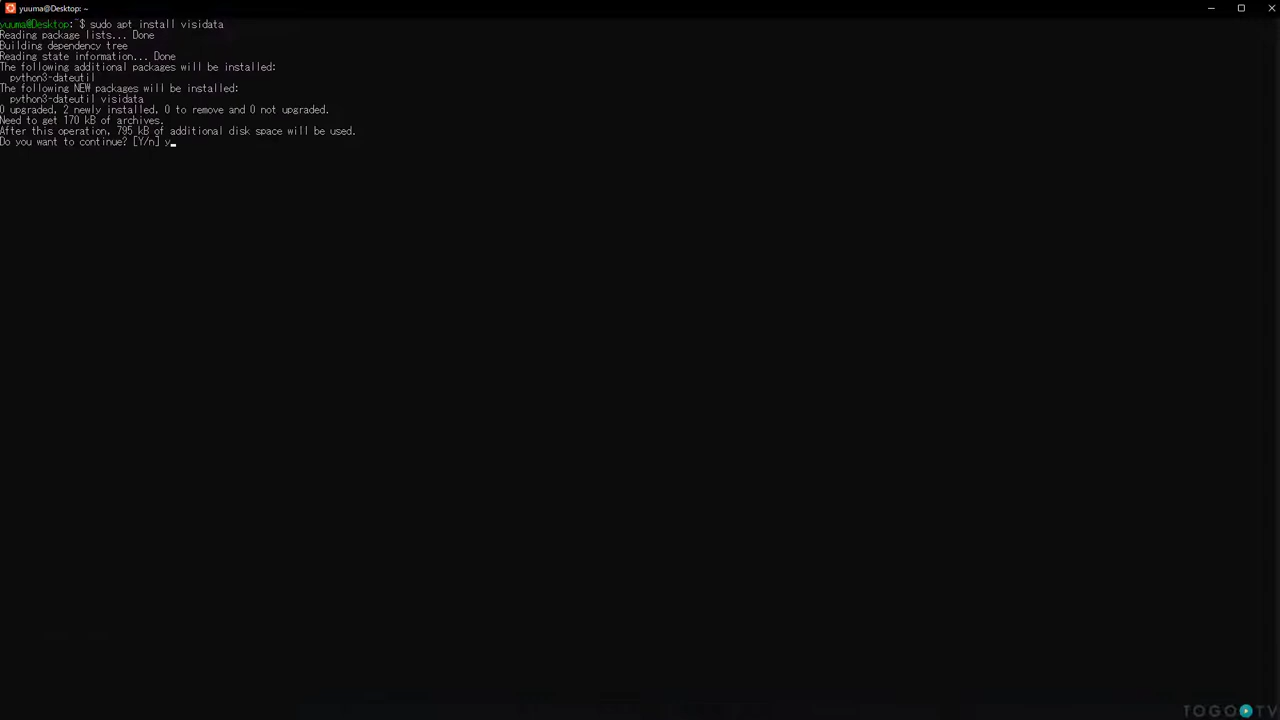 yuuma@Desktop: ~
yuuma@Desktop:~$ sudo apt install visidata
Reading package lists... Done
Building dependency tree
Reading state information... Done
The following additional packages will be installed:
  python3-dateutil
The following NEW packages will be installed:
  python3-dateutil visidata
0 upgraded, 2 newly installed, 0 to remove and 0 not upgraded.
Need to get 170 kB of archives.
After this operation, 795 kB of additional disk space will be used.
Do you want to continue? [Y/n] y
TOGO TV